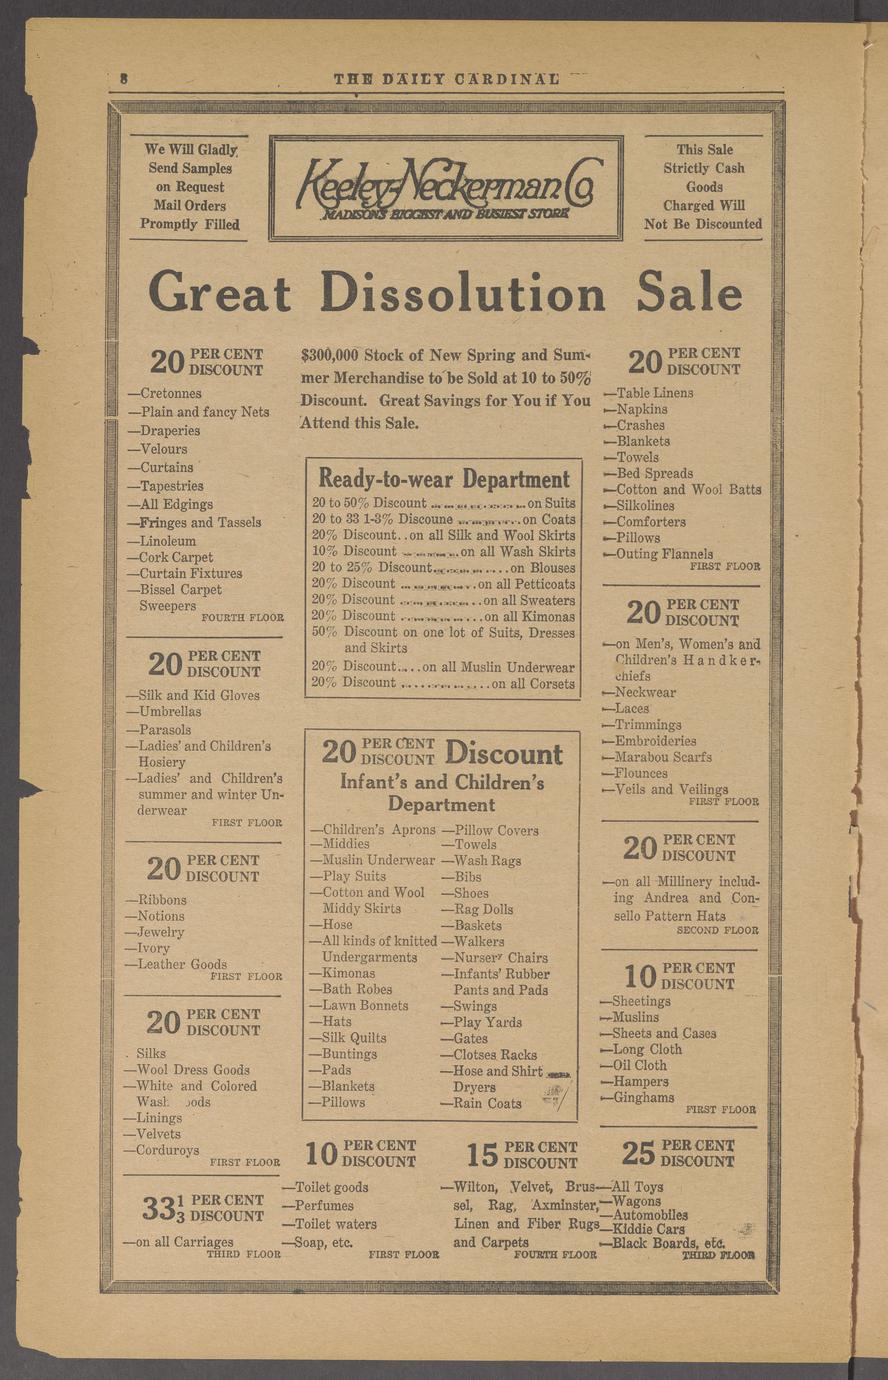 8
THE DAILY CARDINAL
We Will Gladly
Send Samples
on Request
Mail Orders
Promptly Filled
Keeley-Neckerman Co
MADISON'S BIGGEST AND BUSIEST STORE
This Sale
Strictly Cash
Goods
Charged Will
Not Be Discounted
Great Dissolution Sale
20 PER CENT
DISCOUNT
—Cretonnes
—Plain and fancy Nets
—Draperies
—Velours
—Curtains
—Tapestries
—All Edgings
—Fringes and Tassels
—Linoleum
—Cork Carpet
—Curtain Fixtures
—Bissel Carpet
Sweepers
FOURTH FLOOR
20 PER CENT
DISCOUNT
—Silk and Kid Gloves
—Umbrellas
—Parasols
—Ladies' and Children's
Hosiery
—Ladies' and Children's
summer and winter Un-
derwear
FIRST FLOOR
20 PER CENT
DISCOUNT
—Ribbons
—Notions
—Jewelry
—Ivory
—Leather Goods
FIRST FLOOR
20 PER CENT
DISCOUNT
Silks
—Wool Dress Goods
—White and Colored
Wash oods
—Linings
—Velvets
—Corduroys
FIRST FLOOR
33 1/3 PER CENT
DISCOUNT
—on all Carriages
THIRD FLOOR
$300,000 Stock of New Spring and Sum-
mer Merchandise to be Sold at 10 to 50%
Discount. Great Savings for You if You
Attend this Sale.
Ready-to-wear Department
20 to 50% Discount ........ on Suits
20 to 33 1-3% Discoune ........ on Coats
20% Discount..on all Silk and Wool Skirts
10% Discount ........ on all Wash Skirts
20 to 25% Discount........ on Blouses
20% Discount ........ on all Petticoats
20% Discount ........ on all Sweaters
20% Discount ........ on all Kimonas
50% Discount on one lot of Suits, Dresses
and Skirts
20% Discount....on all Muslin Underwear
20% Discount ........ on all Corsets
20 PER CENT
DISCOUNT Discount
Infant's and Children's
Department
—Children's Aprons
—Middies
—Muslin Underwear
—Play Suits
—Cotton and Wool
Middy Skirts
—Hose
—All kinds of knitted
Undergarments
—Kimonas
—Bath Robes
—Lawn Bonnets
—Hats
—Silk Quilts
—Buntings
—Pads
—Blankets
—Pillows
—Pillow Covers
—Towels
—Wash Rags
—Bibs
—Shoes
—Rag Dolls
—Baskets
—Walkers
—Nursery Chairs
—Infants' Rubber
Pants and Pads
—Swings
—Play Yards
—Gates
—Clotses Racks
—Hose and Shirt
Dryers
—Rain Coats
10 PER CENT
DISCOUNT
—Toilet goods
—Perfumes
—Toilet waters
—Soap, etc.
FIRST FLOOR
15 PER CENT
DISCOUNT
—Wilton, Velvet, Brus-
sel, Rag, Axminster,
Linen and Fiber Rugs
and Carpets
FOURTH FLOOR
20 PER CENT
DISCOUNT
—Table Linens
—Napkins
—Crashes
—Blankets
—Towels
—Bed Spreads
—Cotton and Wool Batts
—Silkolines
—Comforters
—Pillows
—Outing Flannels
FIRST FLOOR
20 PER CENT
DISCOUNT
—on Men's, Women's and
Children's Handker-
chiefs
—Neckwear
—Laces
—Trimmings
—Embroideries
—Marabou Scarfs
—Flounces
—Veils and Veilings
FIRST FLOOR
20 PER CENT
DISCOUNT
—on all Millinery includ-
ing Andrea and Con-
sello Pattern Hats
SECOND FLOOR
10 PER CENT
DISCOUNT
—Sheetings
—Muslins
—Sheets and Cases
—Long Cloth
—Oil Cloth
—Hampers
—Ginghams
FIRST FLOOR
25 PER CENT
DISCOUNT
—All Toys
—Wagons
—Automobiles
—Kiddie Cars
—Black Boards, etc.
THIRD FLOOR